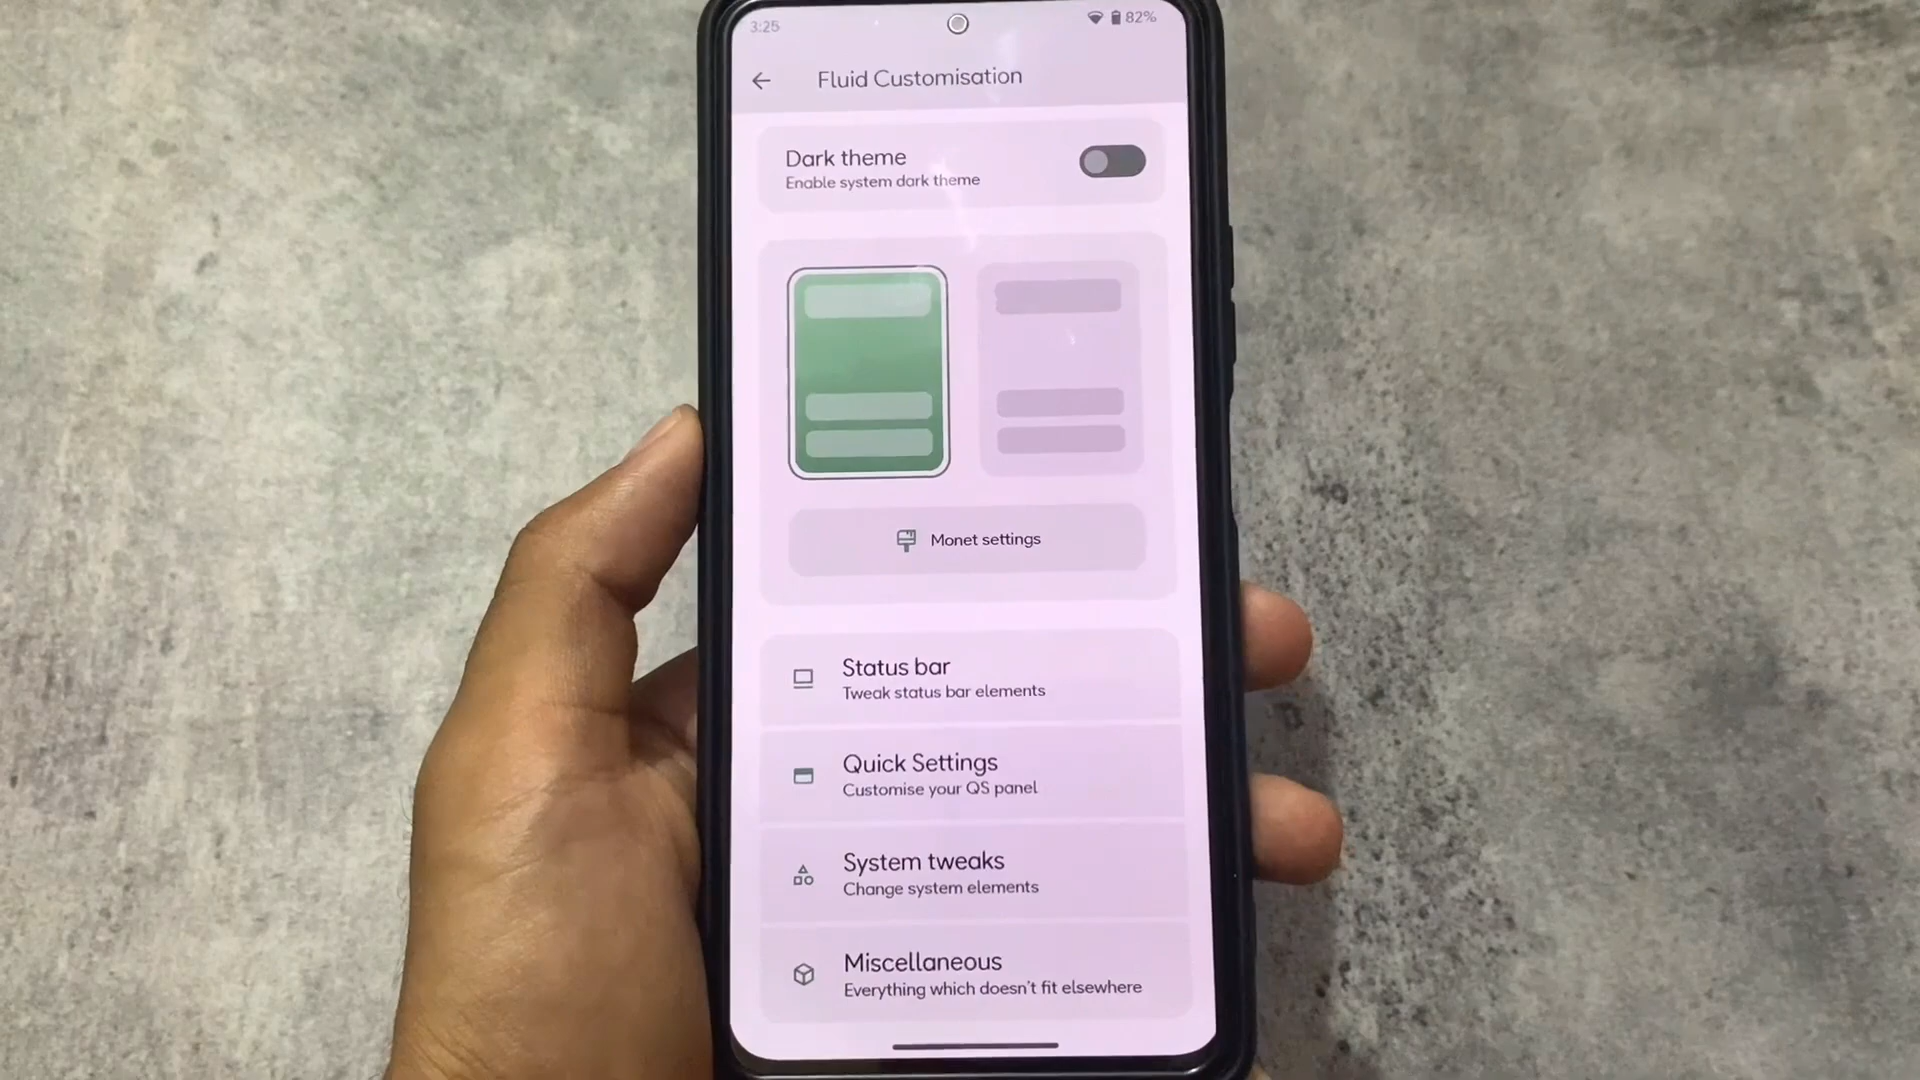 3:25
82%
Fluid Customisation
Dark theme
Enable system dark theme
Monet settings
Status bar
Tweak status bar elements
Quick Settings
Customise your QS panel
System tweaks
Change system elements
Miscellaneous
Everything which doesn't fit elsewhere